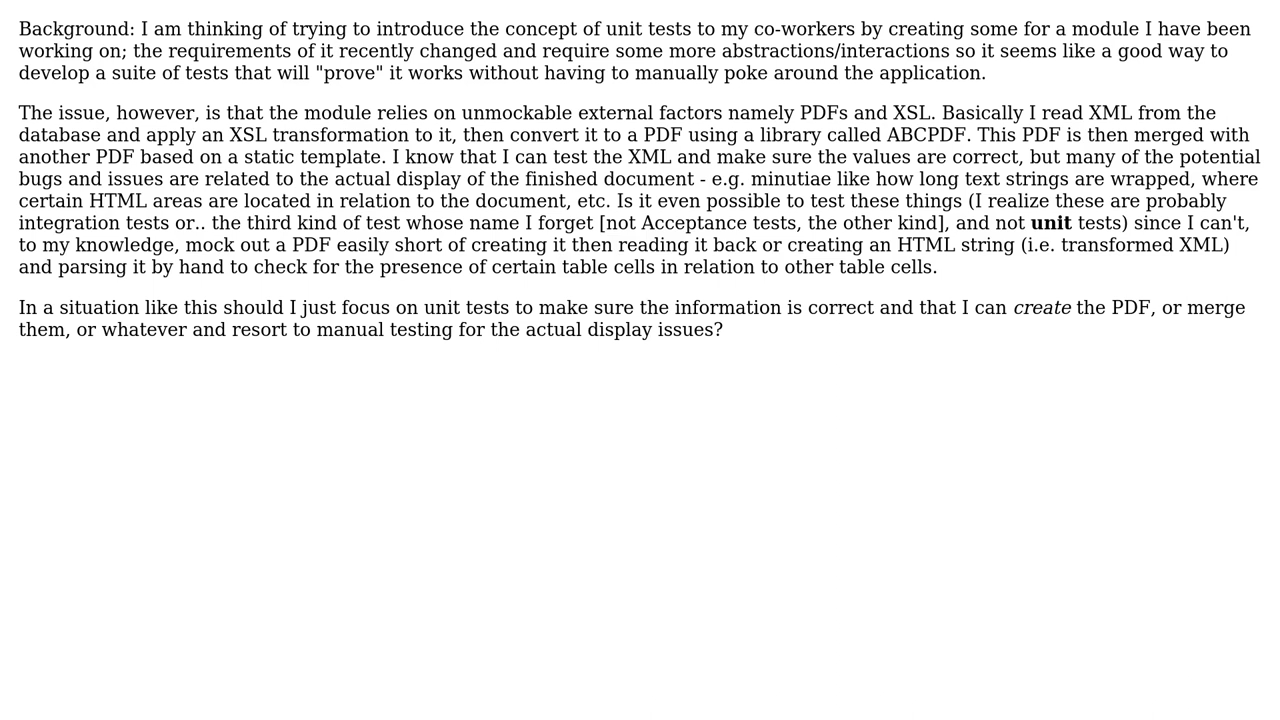 Background: I am thinking of trying to introduce the concept of unit tests to my co-workers by creating some for a module I have been
working on; the requirements of it recently changed and require some more abstractions/interactions so it seems like a good way to
develop a suite of tests that will "prove" it works without having to manually poke around the application.
The issue, however, is that the module relies on unmockable external factors namely PDFs and XSL. Basically I read XML from the
database and apply an XSL transformation to it, then convert it to a PDF using a library called ABCPDF. This PDF is then merged with
another PDF based on a static template. I know that I can test the XML and make sure the values are correct, but many of the potential
bugs and issues are related to the actual display of the finished document - e.g. minutiae like how long text strings are wrapped, where
certain HTML areas are located in relation to the document, etc. Is it even possible to test these things (I realize these are probably
integration tests or.. the third kind of test whose name I forget [not Acceptance tests, the other kind], and not unit tests) since I can't,
to my knowledge, mock out a PDF easily short of creating it then reading it back or creating an HTML string (i.e. transformed XML)
and parsing it by hand to check for the presence of certain table cells in relation to other table cells.
In a situation like this should I just focus on unit tests to make sure the information is correct and that I can create the PDF, or merge
them, or whatever and resort to manual testing for the actual display issues?